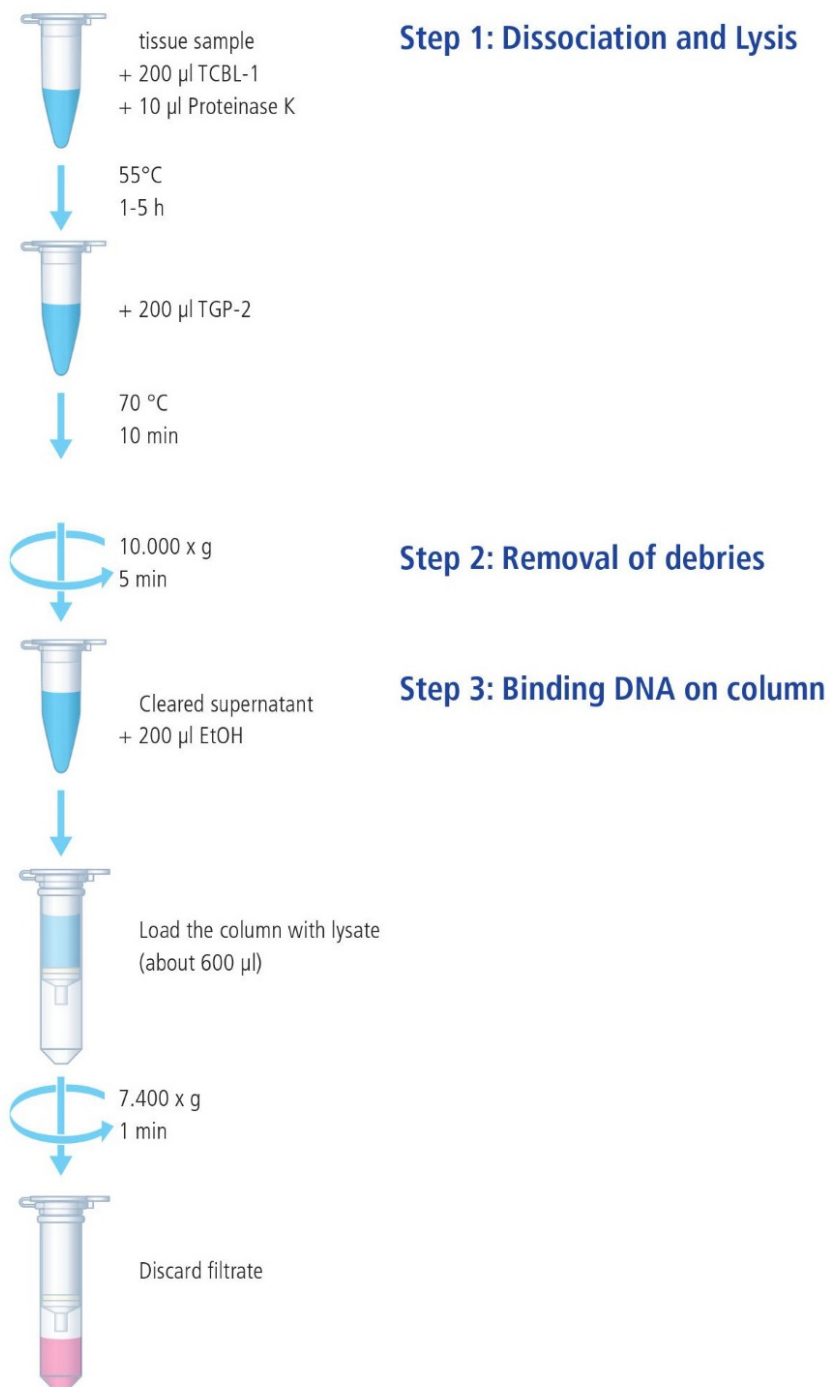 Step 1: Dissociation and Lysis
tissue sample
+ 200 µl TCBL-1
+ 10 µl Proteinase K
55°C
1-5 h
+ 200 µl TGP-2
70 °C
10 min
Step 2: Removal of debries
10.000 x g
5 min
Step 3: Binding DNA on column
Cleared supernatant
+ 200 µl EtOH
Load the column with lysate
(about 600 µl)
7.400 x g
1 min
Discard filtrate